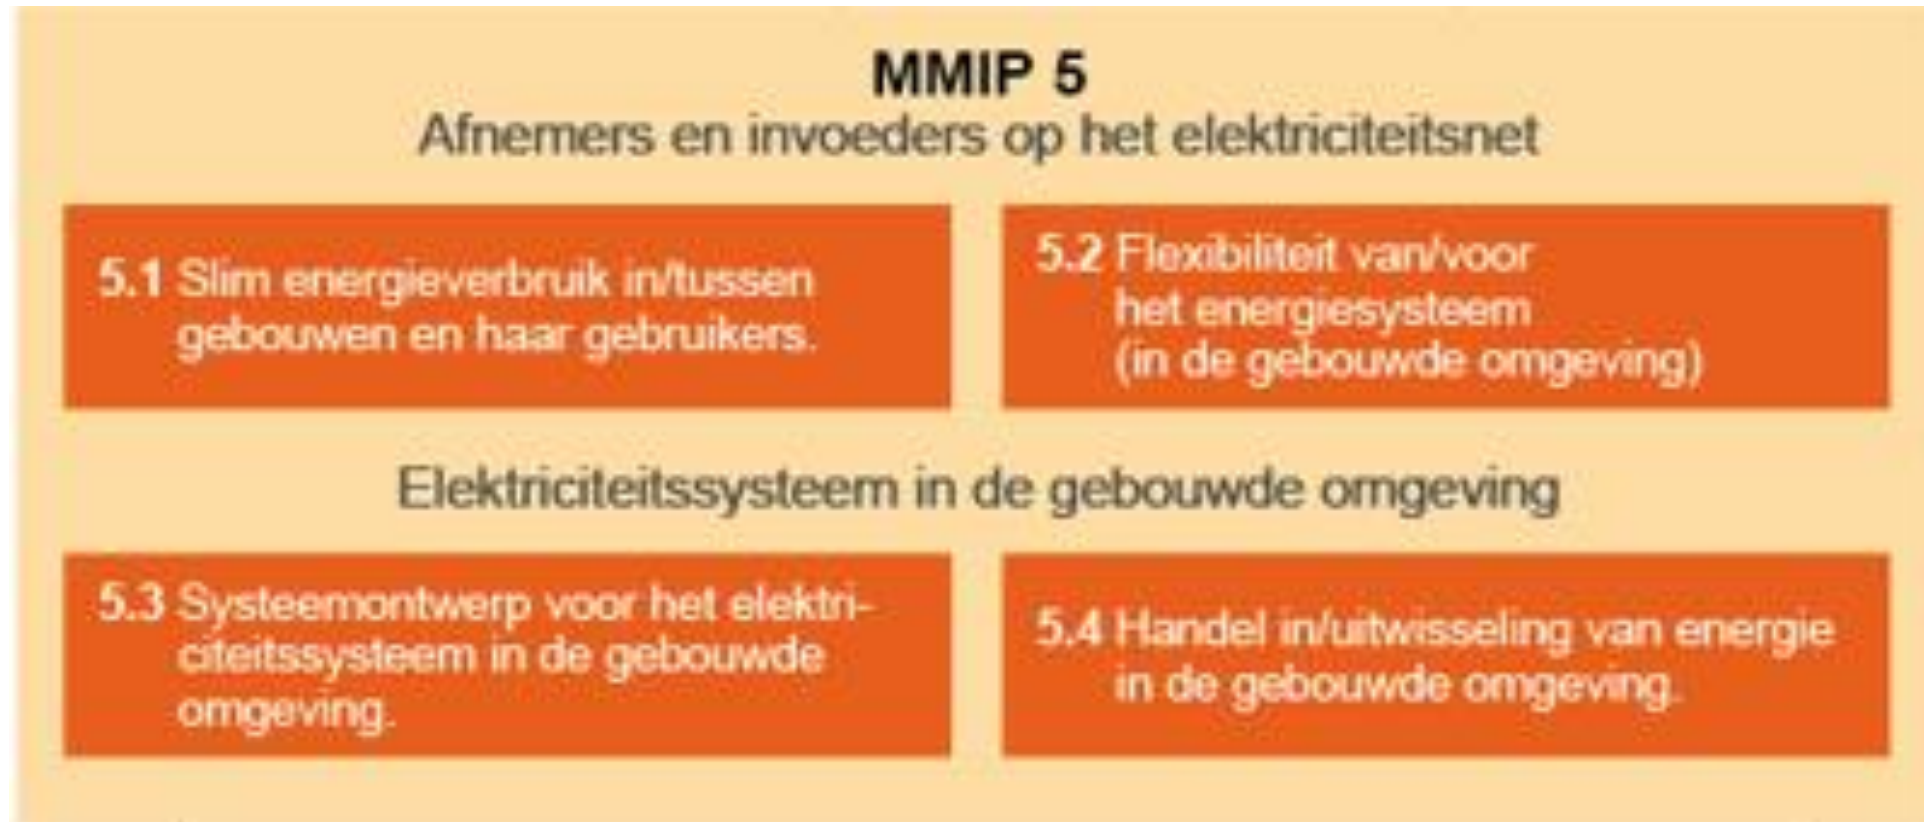 MMIP 5
Afnemers en invoeders op het elektriciteitsnet
5.1 Slim energieverbruik in/tussen
gebouwen en haar gebruikers.
5.2 Flexibiliteit van/voor
het energiesysteem
(in de gebouwde omgeving)
Elektriciteitssysteem in de gebouwde omgeving
5.3 Systeemontwerp voor het elektri-
citeitssysteem in de gebouwde
omgeving.
5.4 Handel in/uitwisseling van energie
in de gebouwde omgeving.